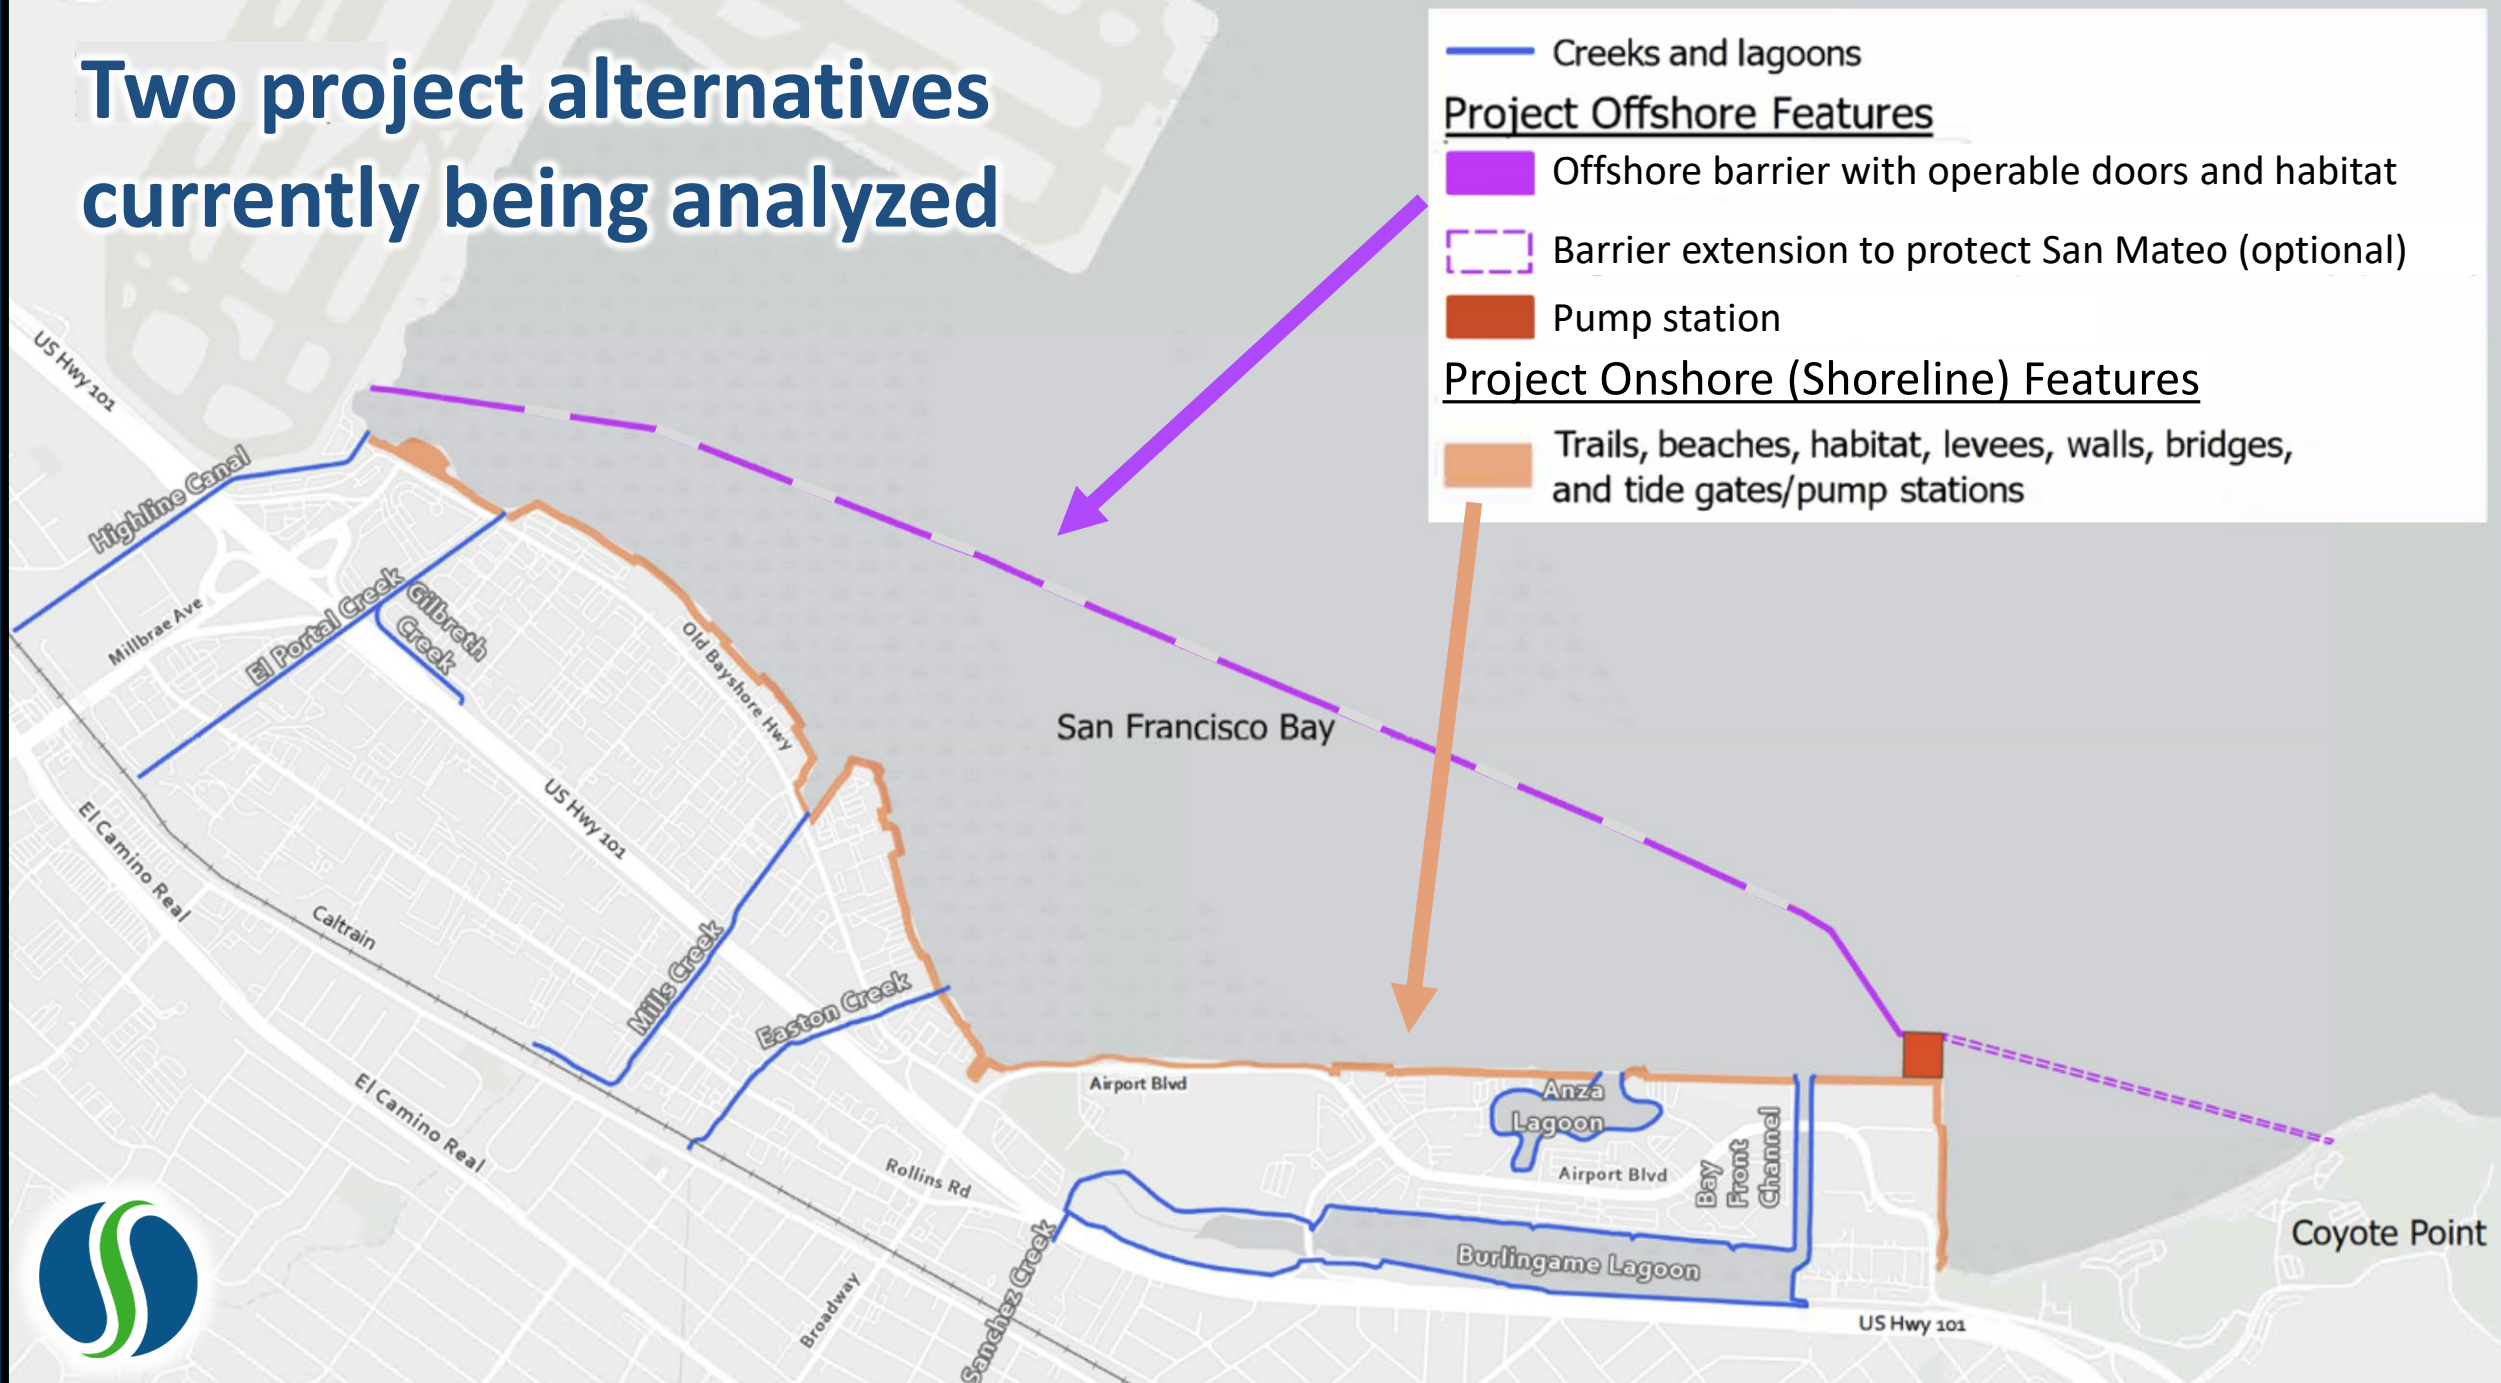 Two project alternatives
currently being analyzed
Creeks and lagoons
Project Offshore Features
Offshore barrier with operable doors and habitat
Barrier extension to protect San Mateo (optional)
Pump station
Project Onshore (Shoreline) Features
Trails, beaches, habitat, levees, walls, bridges,
and tide gates/pump stations
US Hwy 101
Highline Canal
Millbrae Ave
El Portal Creek
Gilbreth
Creek
Old Bayshore Hwy
San Francisco Bay
US Hwy 101
El Camino Real
Caltrain
Mills Creek
Easton Creek
El Camino Real
Airport Blvd
Anza
Lagoon
Rollins Rd
Airport Blvd
Bay
Front
Channel
Sanchez Creek
Burlingame Lagoon
Coyote Point
Broadway
US Hwy 101